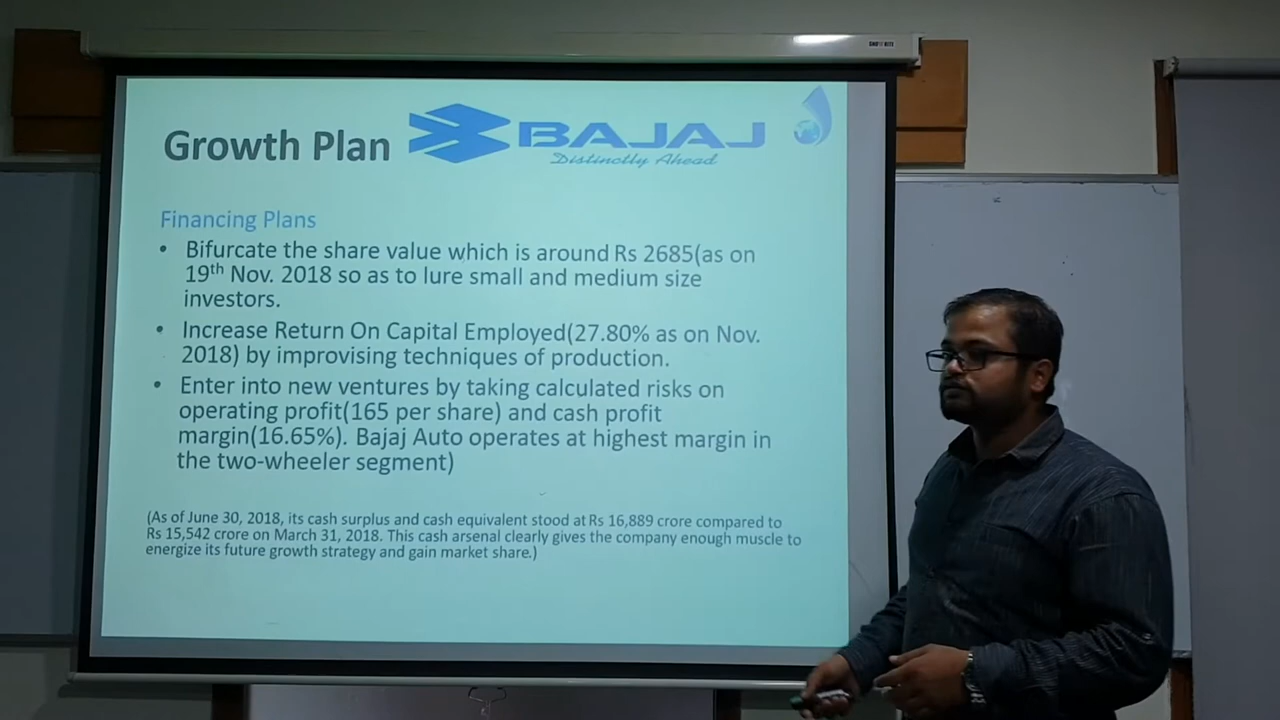 Growth Plan
BAJAJ
Distinctly Ahead
Financing Plans
• Bifurcate the share value which is around Rs 2685(as on
19th Nov. 2018 so as to lure small and medium size
investors.
• Increase Return On Capital Employed(27.80% as on Nov.
2018) by improvising techniques of production.
• Enter into new ventures by taking calculated risks on
operating profit(165 per share) and cash profit
margin(16.65%). Bajaj Auto operates at highest margin in
the two-wheeler segment)
(As of June 30, 2018, its cash surplus and cash equivalent stood at Rs 16,889 crore compared to
Rs 15,542 crore on March 31, 2018. This cash arsenal clearly gives the company enough muscle to
energize its future growth strategy and gain market share.)